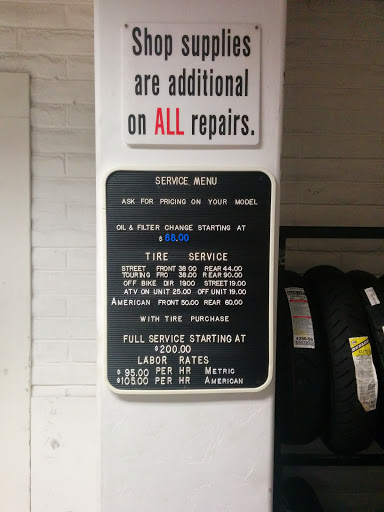 Shop supplies
are additional
on ALL repairs.
SERVICE MENU
ASK FOR PRICING ON YOUR MODEL
OIL & FILTER CHANGE STARTING AT
$ 68.00
TIRE SERVICE
STREET FRONT 38 00 REAR 44.00
TOURING FRO 38.00 REAR 90.00
OFF BIKE DIR 1900 STREET 19.00
ATV ON UNIT 25.00 OFF UNIT 19.00
AMERICAN FRONT 50.00 REAR 60.00
WITH TIRE PURCHASE
FULL SERVICE STARTING AT
$200.00
LABOR RATES
$ 95.00 PER HR METRIC
$105.00 PER HR AMERICAN